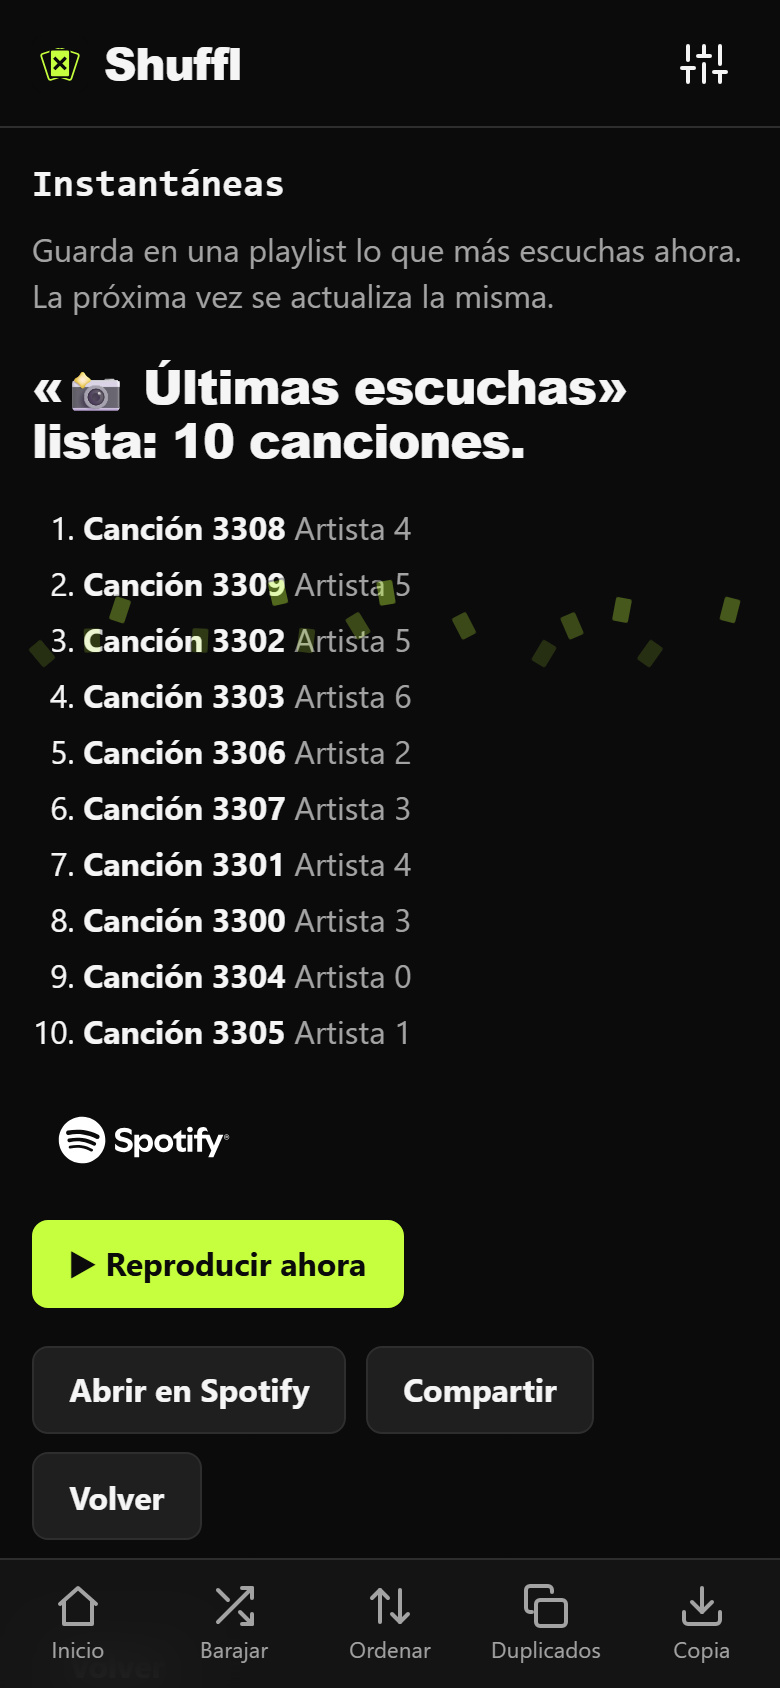 Shuffl
Instantáneas
Guarda en una playlist lo que más escuchas ahora.
La próxima vez se actualiza la misma.
«📸 Últimas escuchas»
lista: 10 canciones.
1. Canción 3308 Artista 4
2. Canción 3309 Artista 5
3. Canción 3302 Artista 5
4. Canción 3303 Artista 6
5. Canción 3306 Artista 2
6. Canción 3307 Artista 3
7. Canción 3301 Artista 4
8. Canción 3300 Artista 3
9. Canción 3304 Artista 0
10. Canción 3305 Artista 1
Spotify®
▶ Reproducir ahora
Abrir en Spotify Compartir
Volver
Inicio Barajar Ordenar Duplicados Copia
Volver